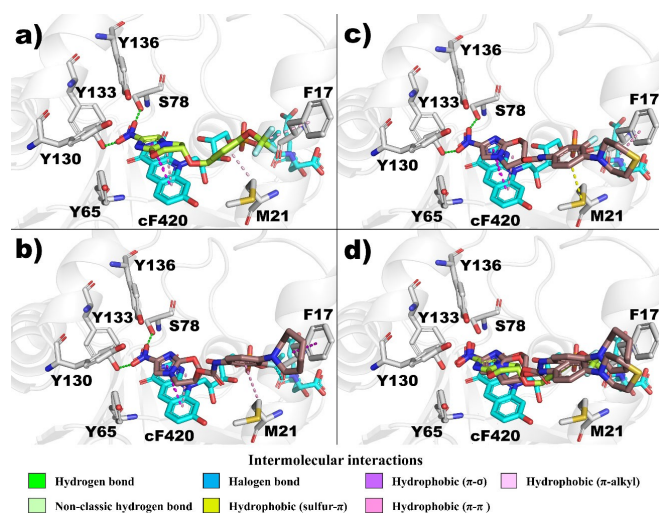 a)
Y136
Y133
S78
F17
Y130
Y65
cF420
M21
c)
Y136
Y133
S78
F17
Y130
Y65
cF420
M21
b)
Y136
Y133
S78
F17
Y130
Y65
cF420
M21
d)
Y136
Y133
S78
F17
Y130
Y65
cF420
M21
Intermolecular interactions
Hydrogen bond
Halogen bond
Hydrophobic (π-σ)
Hydrophobic (π-alkyl)
Non-classic hydrogen bond
Hydrophobic (sulfur-π)
Hydrophobic (π-π )